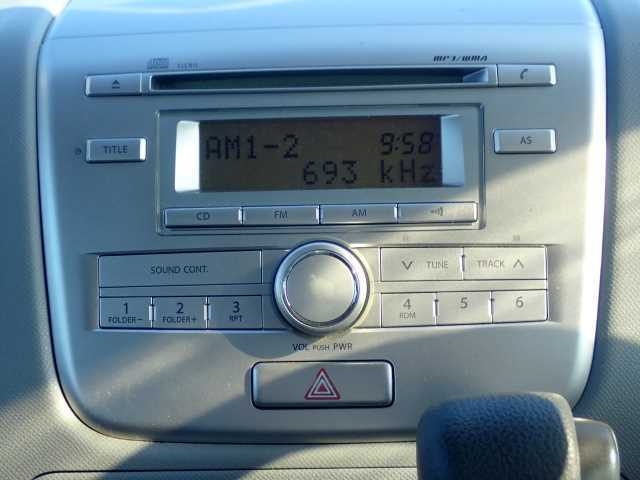 MP3/WMA
TITLE
AS
AM1-2 9:58
693 kHz
CD FM AM
SOUND CONT.
TUNE TRACK
1 2 3 4 5 6
FOLDER− FOLDER+ RPT RDM
VOL PUSH PWR